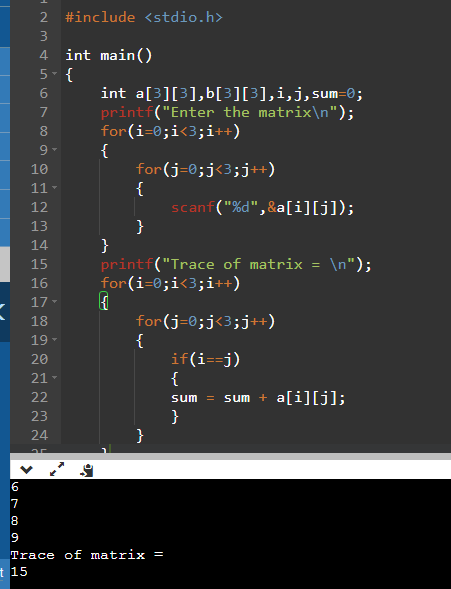 2 #include <stdio.h>
3
4 int main()
5 {
6 int a[3][3],b[3][3],i,j,sum=0;
7 printf("Enter the matrix\n");
8 for(i=0;i<3;i++)
9 {
10 for(j=0;j<3;j++)
11 {
12 scanf("%d",&a[i][j]);
13 }
14 }
15 printf("Trace of matrix = \n");
16 for(i=0;i<3;i++)
17 {
18 for(j=0;j<3;j++)
19 {
20 if(i==j)
21 {
22 sum = sum + a[i][j];
23 }
24 }
25 }
6
7
8
9
Trace of matrix =
15